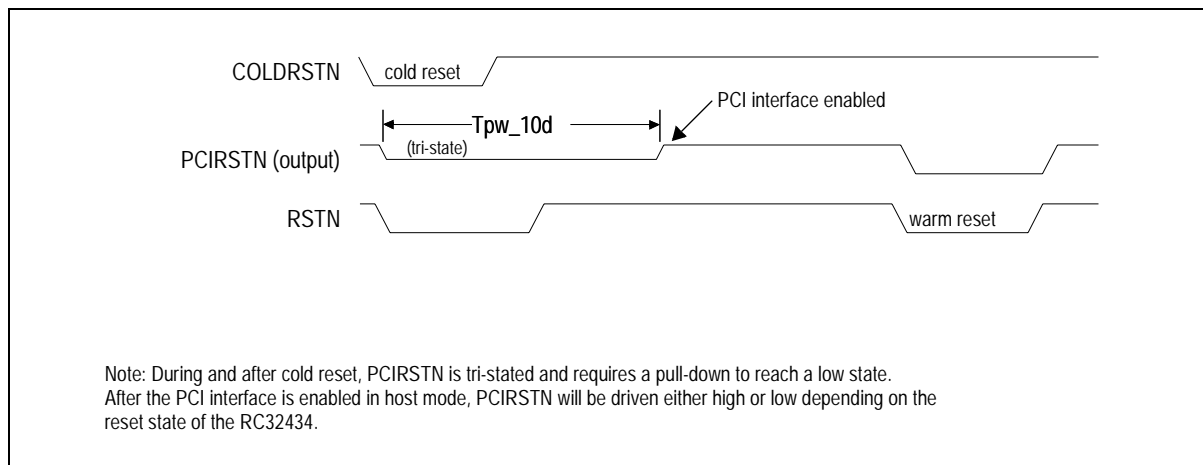 COLDRSTN
cold reset
PCI interface enabled
Tpw_10d
PCIRSTN (output)
(tri-state)
RSTN
warm reset
Note: During and after cold reset, PCIRSTN is tri-stated and requires a pull-down to reach a low state.
After the PCI interface is enabled in host mode, PCIRSTN will be driven either high or low depending on the
reset state of the RC32434.